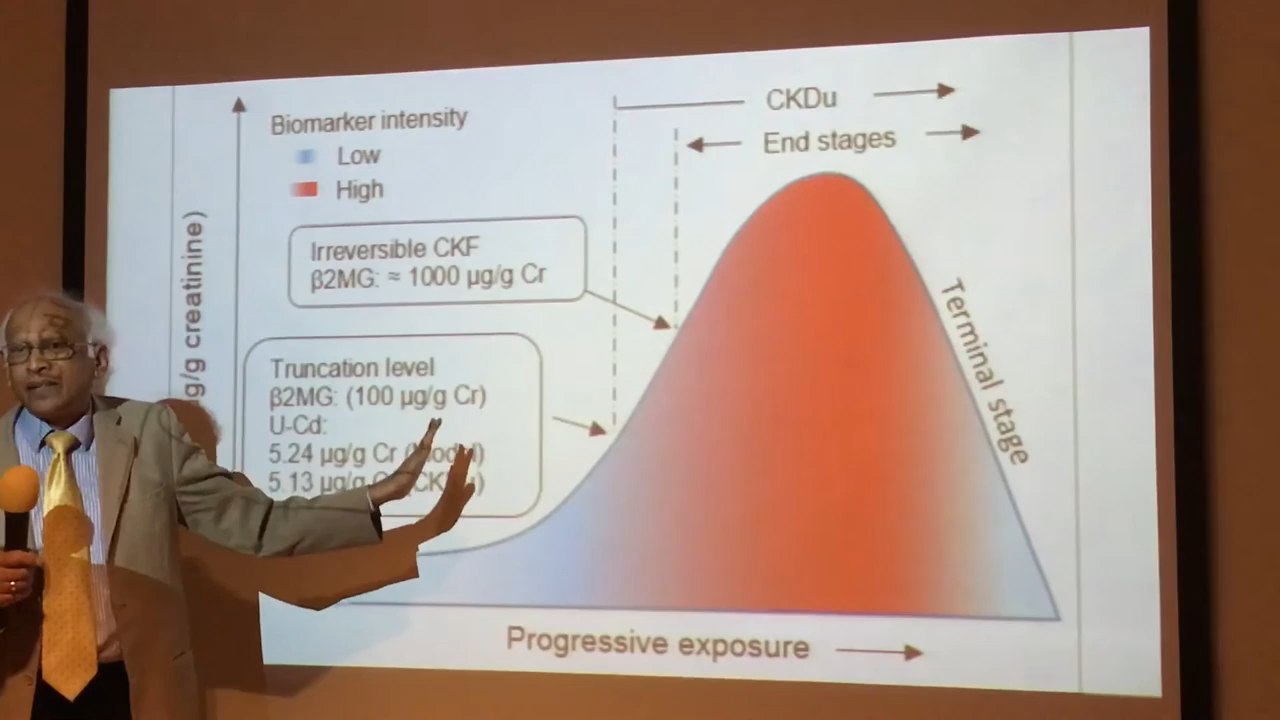 Biomarker intensity
Low
High
CKDu
End stages
Irreversible CKF
β2MG: ≈ 1000 µg/g Cr
Truncation level
β2MG: (100 µg/g Cr)
U-Cd:
5.24 µg/g Cr
5.13 µg/g
g/g creatinine)
Terminal stage
Progressive exposure